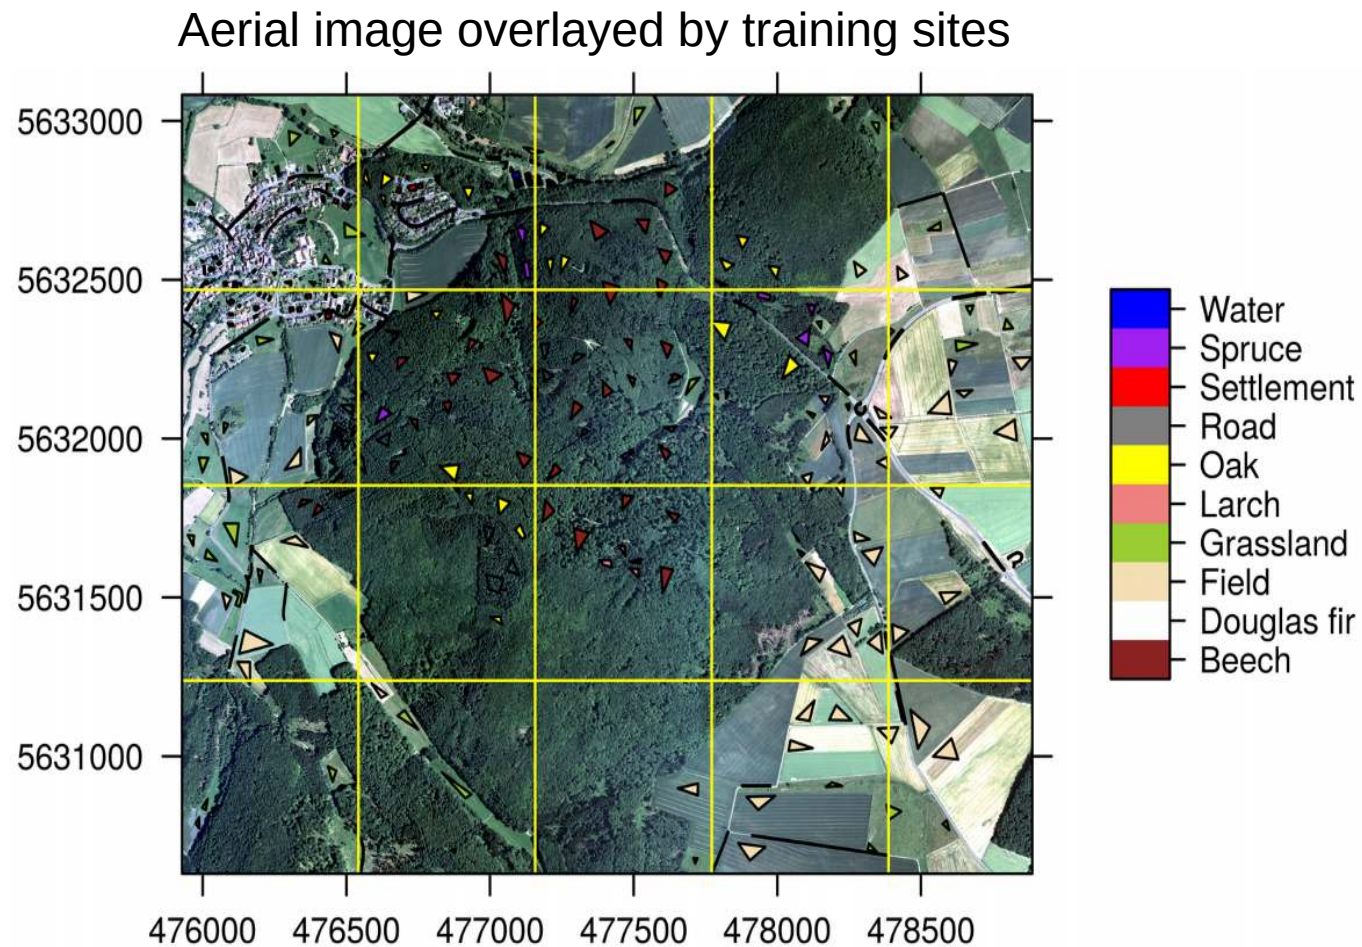 Aerial image overlayed by training sites
5633000
5632500
5632000
5631500
5631000
476000 476500 477000 477500 478000 478500
Water
Spruce
Settlement
Road
Oak
Larch
Grassland
Field
Douglas fir
Beech